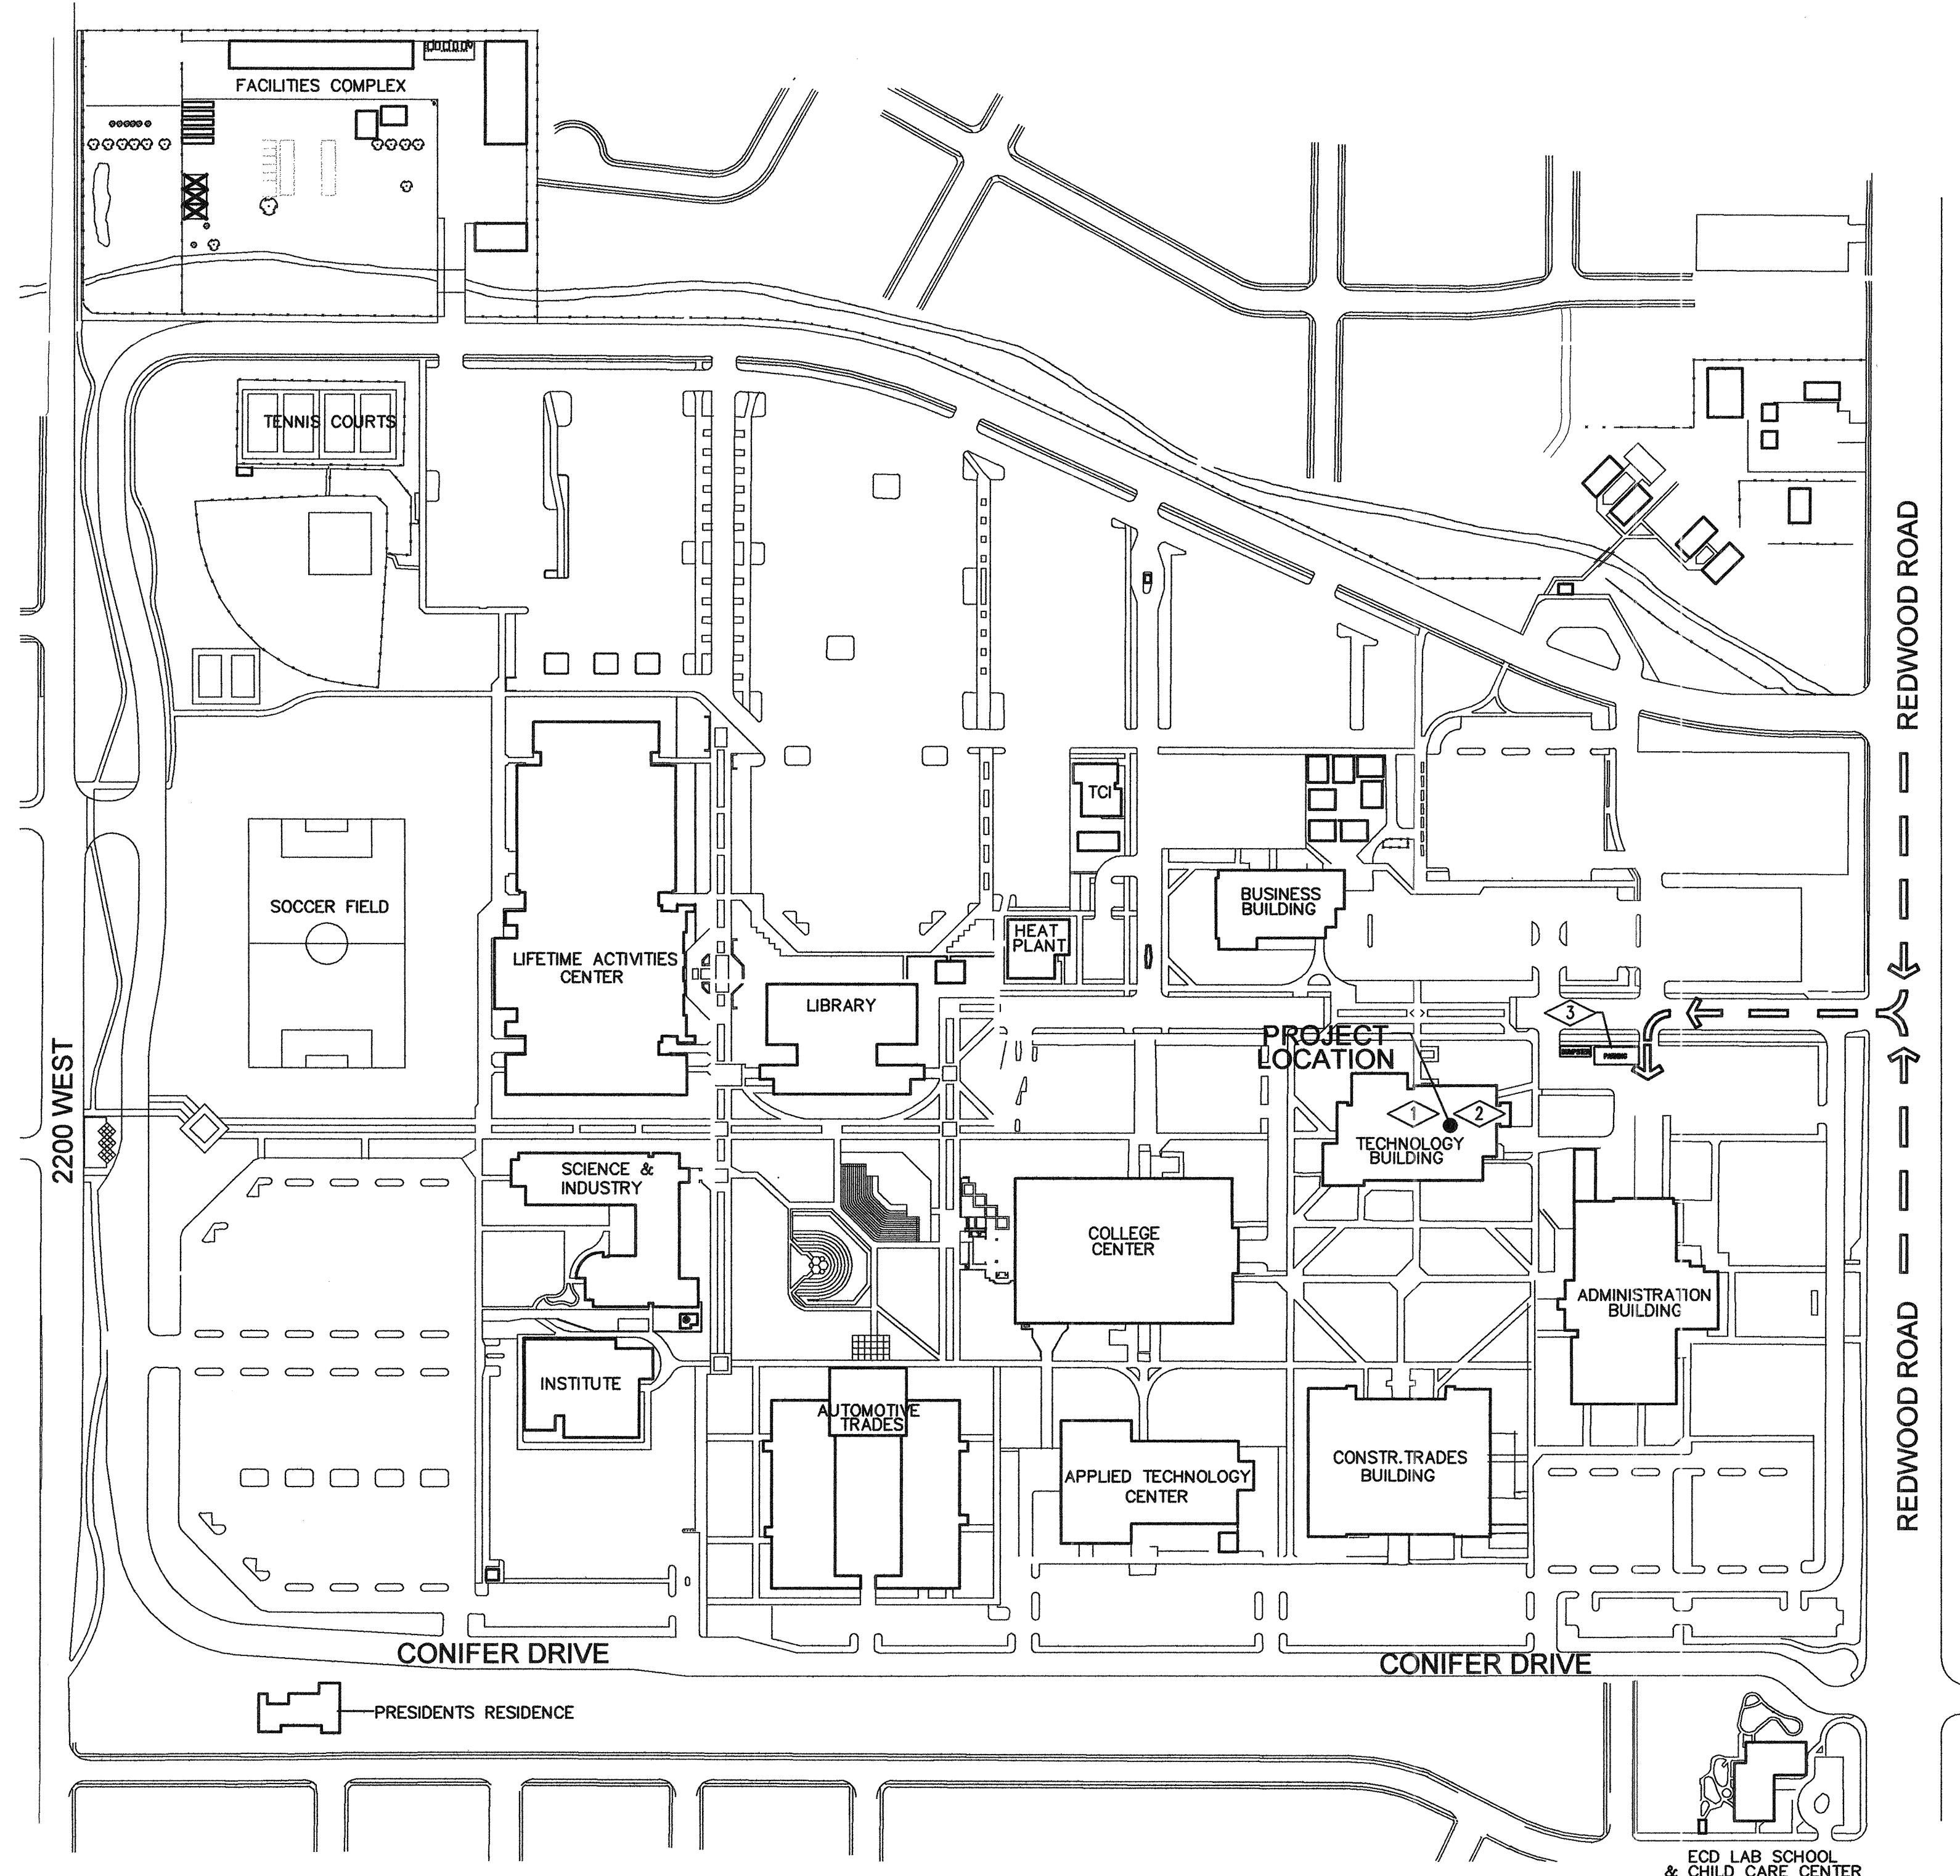 FACILITIES COMPLEX
TENNIS COURTS
REDWOOD ROAD
TCI
SOCCER FIELD
BUSINESS
BUILDING
HEAT
PLANT
LIFETIME ACTIVITIES
CENTER
LIBRARY
3
PROJECT
LOCATION
DUMPSTER
PARKING
2200 WEST
1
2
TECHNOLOGY
BUILDING
SCIENCE &
INDUSTRY
COLLEGE
CENTER
ADMINISTRATION
BUILDING
INSTITUTE
AUTOMOTIVE
TRADES
CONSTR.TRADES
BUILDING
APPLIED TECHNOLOGY
CENTER
REDWOOD ROAD
CONIFER DRIVE
CONIFER DRIVE
PRESIDENTS RESIDENCE
ECD LAB SCHOOL
& CHILD CARE CENTER